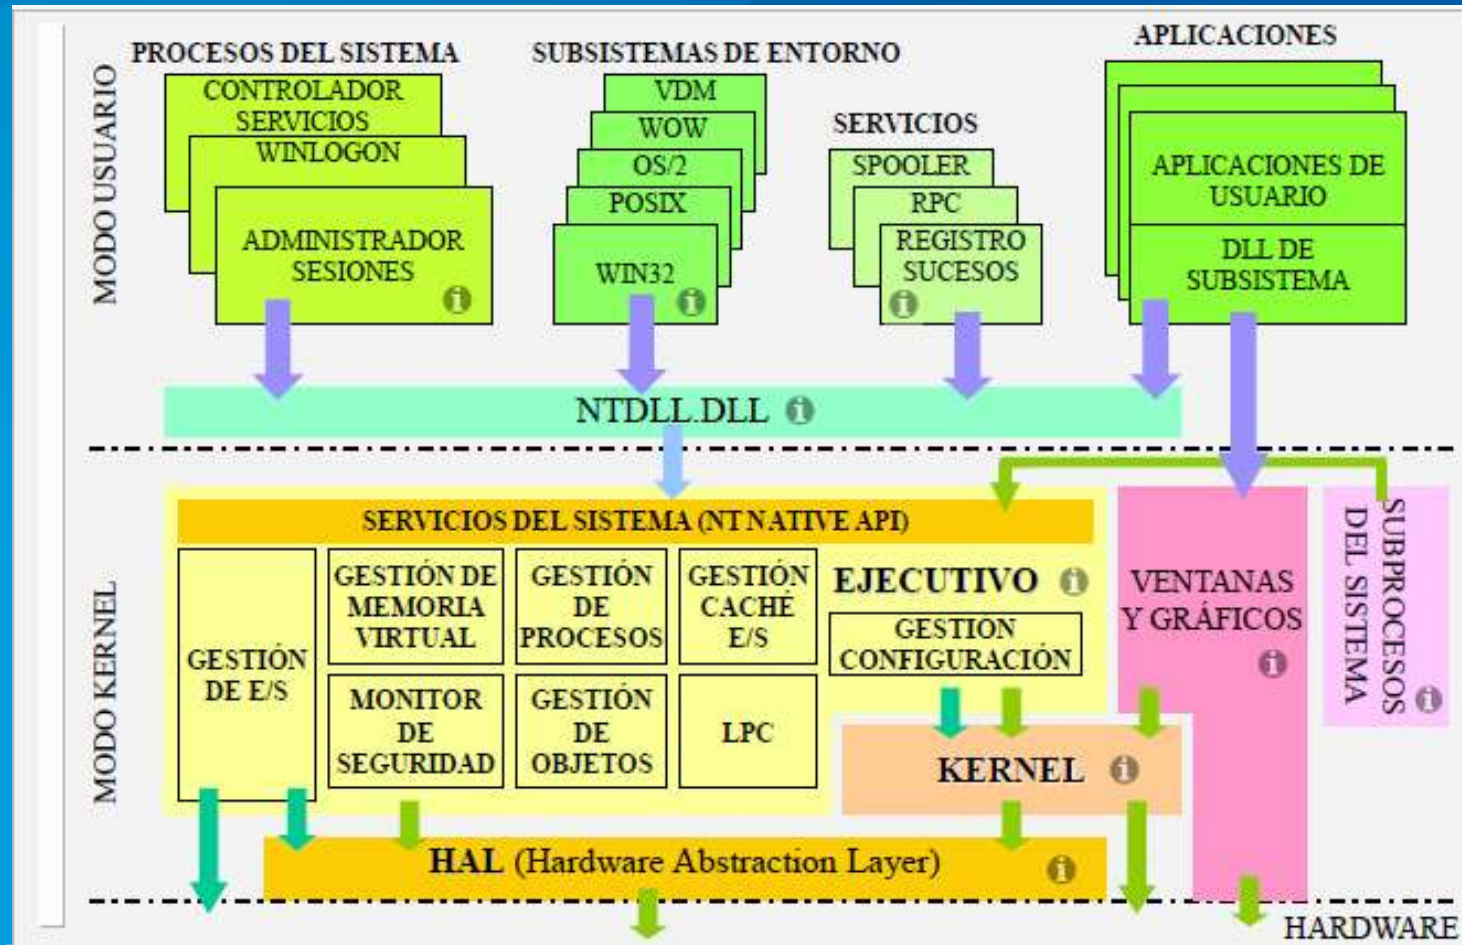 MODO USUARIO
PROCESOS DEL SISTEMA
CONTROLADOR
SERVICIOS
WINLOGON
ADMINISTRADOR
SESIONES
SUBSISTEMAS DE ENTORNO
VDM
WOW
OS/2
POSIX
WIN32
SERVICIOS
SPOOLER
RPC
REGISTRO
SUCESOS
APLICACIONES
APLICACIONES DE
USUARIO
DLL DE
SUBSISTEMA
NTDLL.DLL
MODO KERNEL
SERVICIOS DEL SISTEMA (NT NATIVE API)
GESTIÓN
DE E/S
GESTIÓN DE
MEMORIA
VIRTUAL
GESTIÓN
DE
PROCESOS
GESTIÓN
CACHÉ
E/S
EJECUTIVO
GESTIÓN
CONFIGURACIÓN
MONITOR
DE
SEGURIDAD
GESTIÓN
DE
OBJETOS
LPC
KERNEL
VENTANAS
Y GRÁFICOS
SUBPROCESOS
DEL SISTEMA
HAL (Hardware Abstraction Layer)
HARDWARE